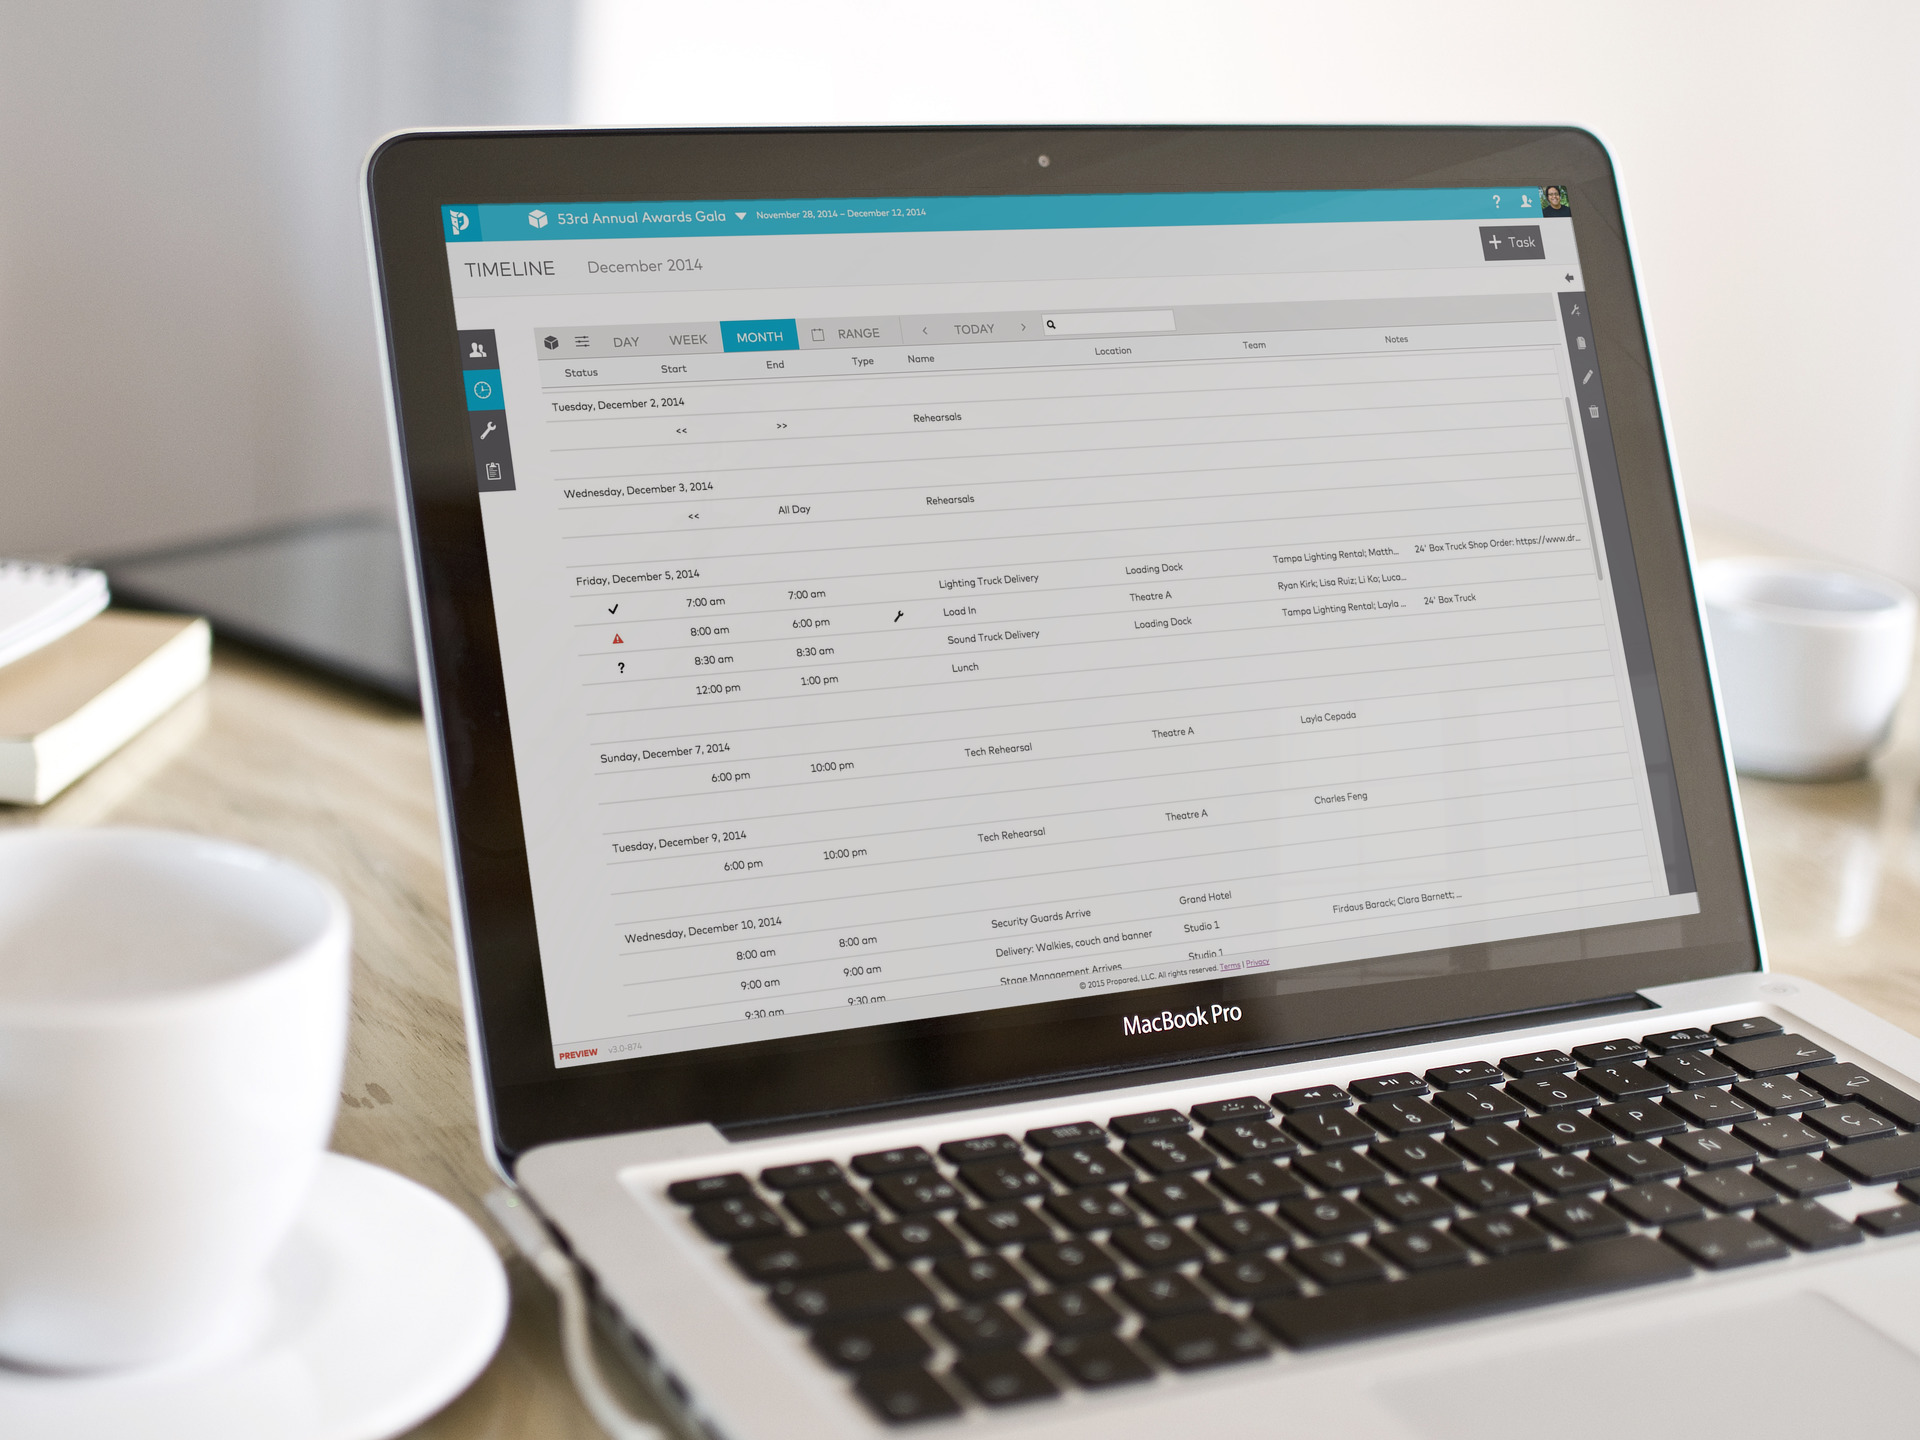 53rd Annual Awards Gala November 28, 2014 – December 12, 2014 ?
TIMELINE December 2014 + Task
DAY WEEK MONTH RANGE < TODAY >
Status Start End Type Name Location Team Notes
Tuesday, December 2, 2014
<< >> Rehearsals
Wednesday, December 3, 2014
<< All Day Rehearsals
Friday, December 5, 2014
7:00 am 7:00 am Lighting Truck Delivery Loading Dock Tampa Lighting Rental; Matth... 24' Box Truck Shop Order: https://www.dr...
8:00 am 6:00 pm Load In Theatre A Ryan Kirk; Lisa Ruiz; Li Ko; Luca...
? 8:30 am 8:30 am Sound Truck Delivery Loading Dock Tampa Lighting Rental; Layla ... 24' Box Truck
12:00 pm 1:00 pm Lunch
Sunday, December 7, 2014
6:00 pm 10:00 pm Tech Rehearsal Theatre A Layla Cepada
Tuesday, December 9, 2014
6:00 pm 10:00 pm Tech Rehearsal Theatre A Charles Feng
Wednesday, December 10, 2014
8:00 am 8:00 am Security Guards Arrive Grand Hotel Firdaus Barack; Clara Barnett; ...
9:00 am 9:00 am Delivery: Walkies, couch and banner Studio 1
9:30 am 9:30 am Stage Management Arrives Studio 1
© 2015 Propared, LLC. All rights reserved. Terms | Privacy
PREVIEW v3.0-874
MacBook Pro